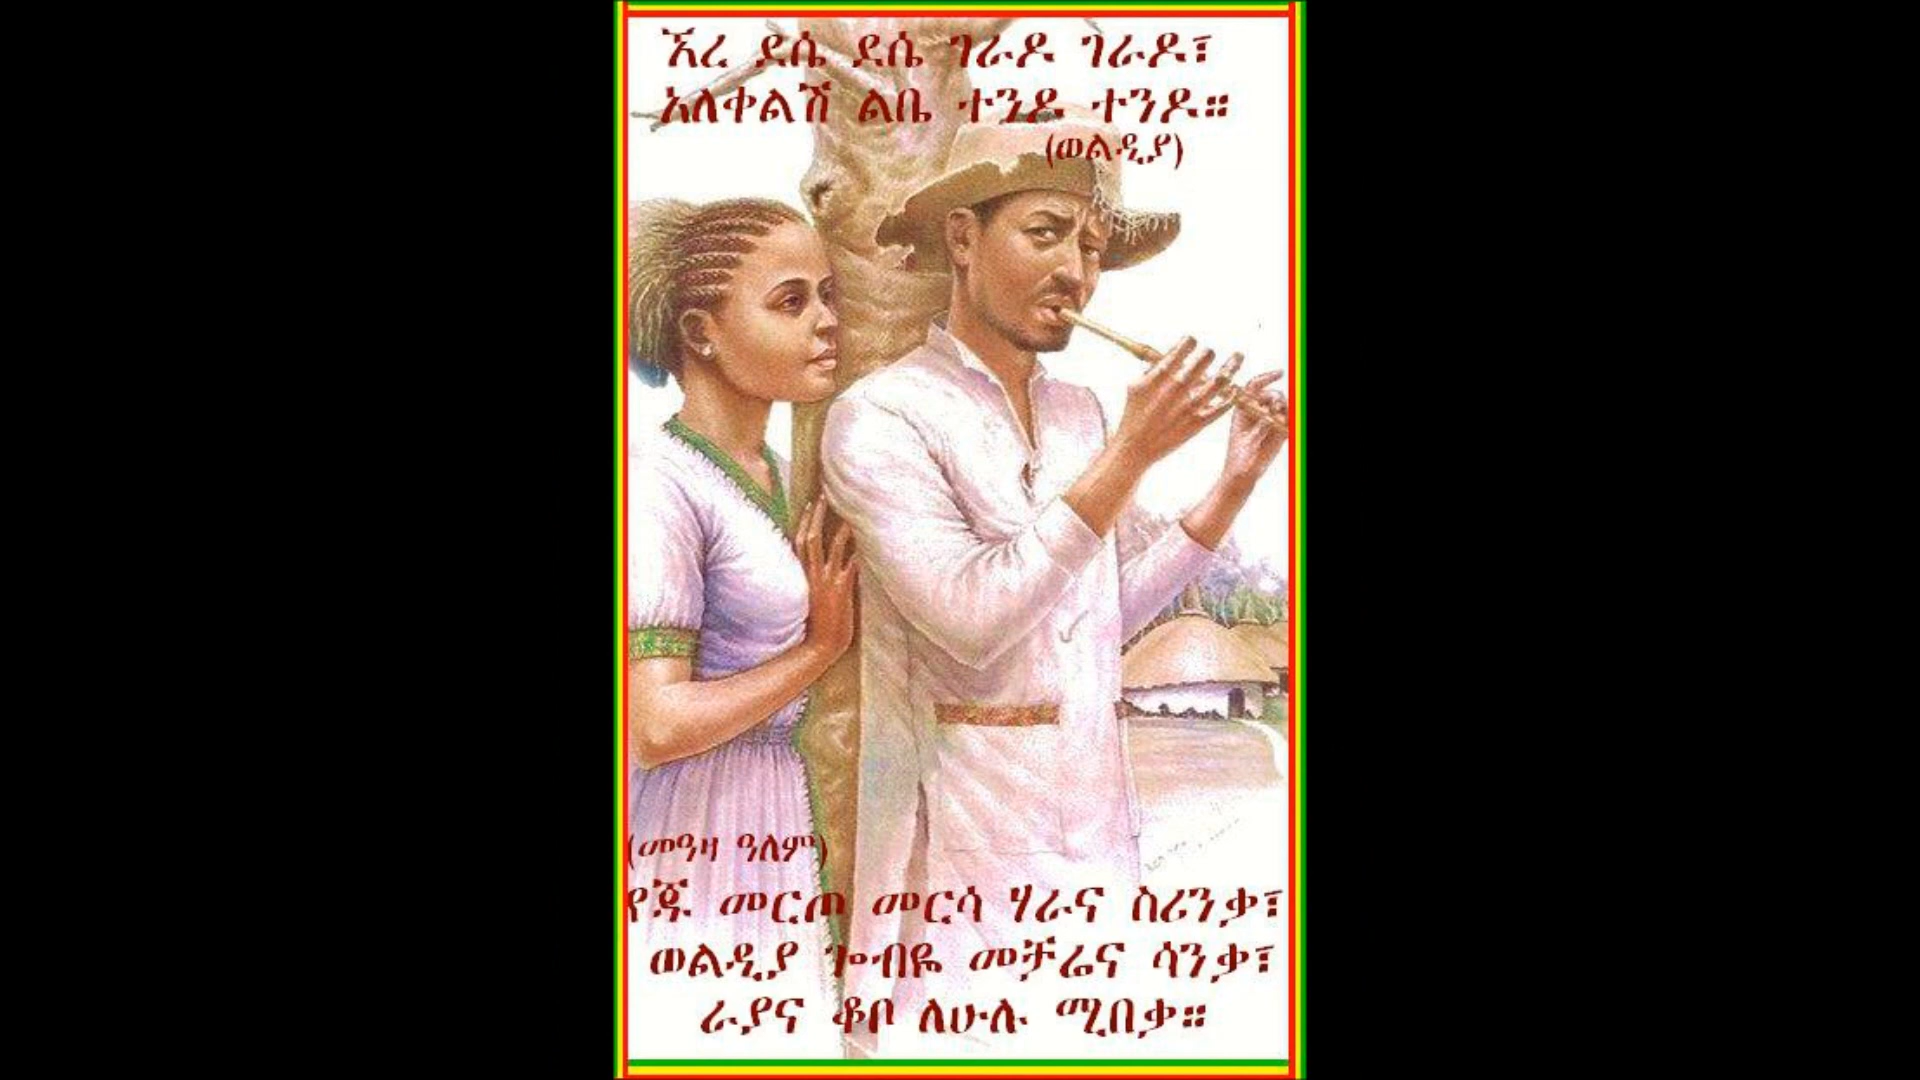 ኧረ ደሴ ደሴ ገራዶ ገራዶ፣
አለቀልሽ ልቤ ተንዶ ተንዶ።
(ወልዲያ)
(መዓዛ ዓለም)
የጁ መርጦ መርሳ ሃራና ስሪንቃ፣
ወልዲያ ጐብዬ መቻሬና ሳንቃ፣
ራያና ቆቦ ለሁሉ ሚበቃ።